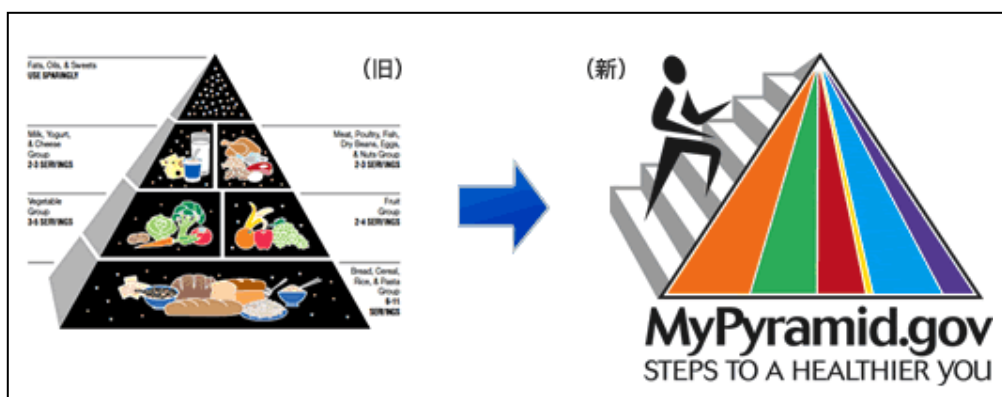 (旧)
Fats, Oils, & Sweets
USE SPARINGLY
Milk, Yogurt,
& Cheese
Group
2-3 SERVINGS
Meat, Poultry, Fish,
Dry Beans, Eggs,
& Nuts Group
2-3 SERVINGS
Vegetable
Group
3-5 SERVINGS
Fruit
Group
2-4 SERVINGS
Bread, Cereal,
Rice, & Pasta
Group
6-11
SERVINGS
(新)
MyPyramid.gov
STEPS TO A HEALTHIER YOU